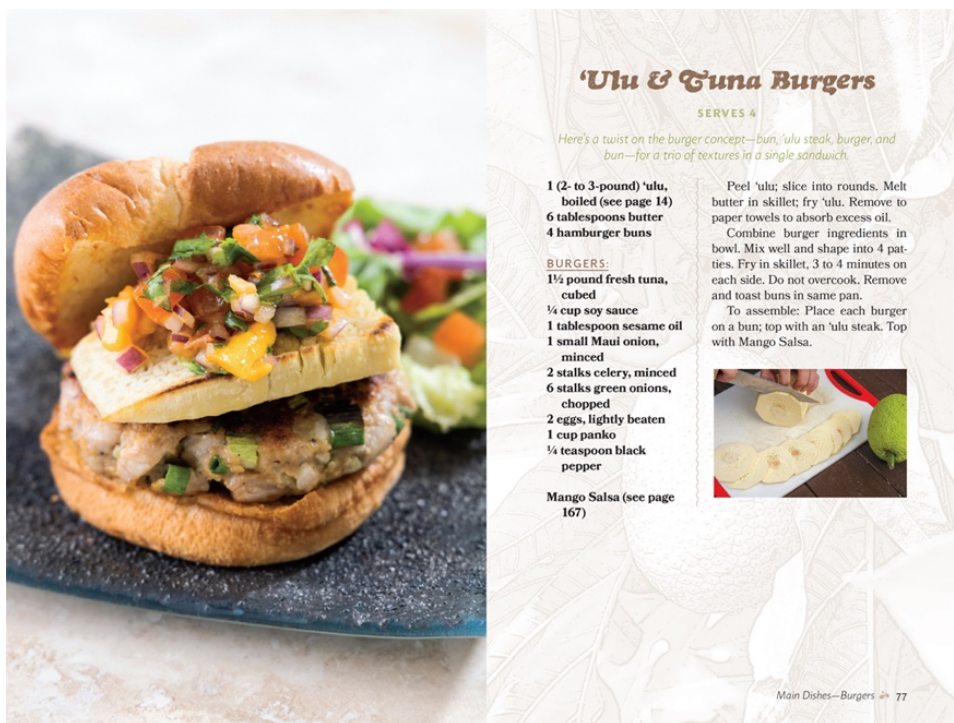 ‘Ulu & Tuna Burgers
SERVES 4
Here's a twist on the burger concept—bun, ‘ulu steak, burger, and
bun—for a trio of textures in a single sandwich.
1 (2- to 3-pound) ‘ulu,
boiled (see page 14)
6 tablespoons butter
4 hamburger buns
BURGERS:
1½ pound fresh tuna,
cubed
¼ cup soy sauce
1 tablespoon sesame oil
1 small Maui onion,
minced
2 stalks celery, minced
6 stalks green onions,
chopped
2 eggs, lightly beaten
1 cup panko
¼ teaspoon black
pepper
Mango Salsa (see page
167)
Peel ‘ulu; slice into rounds. Melt
butter in skillet; fry ‘ulu. Remove to
paper towels to absorb excess oil.
Combine burger ingredients in
bowl. Mix well and shape into 4 pat-
ties. Fry in skillet, 3 to 4 minutes on
each side. Do not overcook. Remove
and toast buns in same pan.
To assemble: Place each burger
on a bun; top with an ‘ulu steak. Top
with Mango Salsa.
Main Dishes—Burgers 77